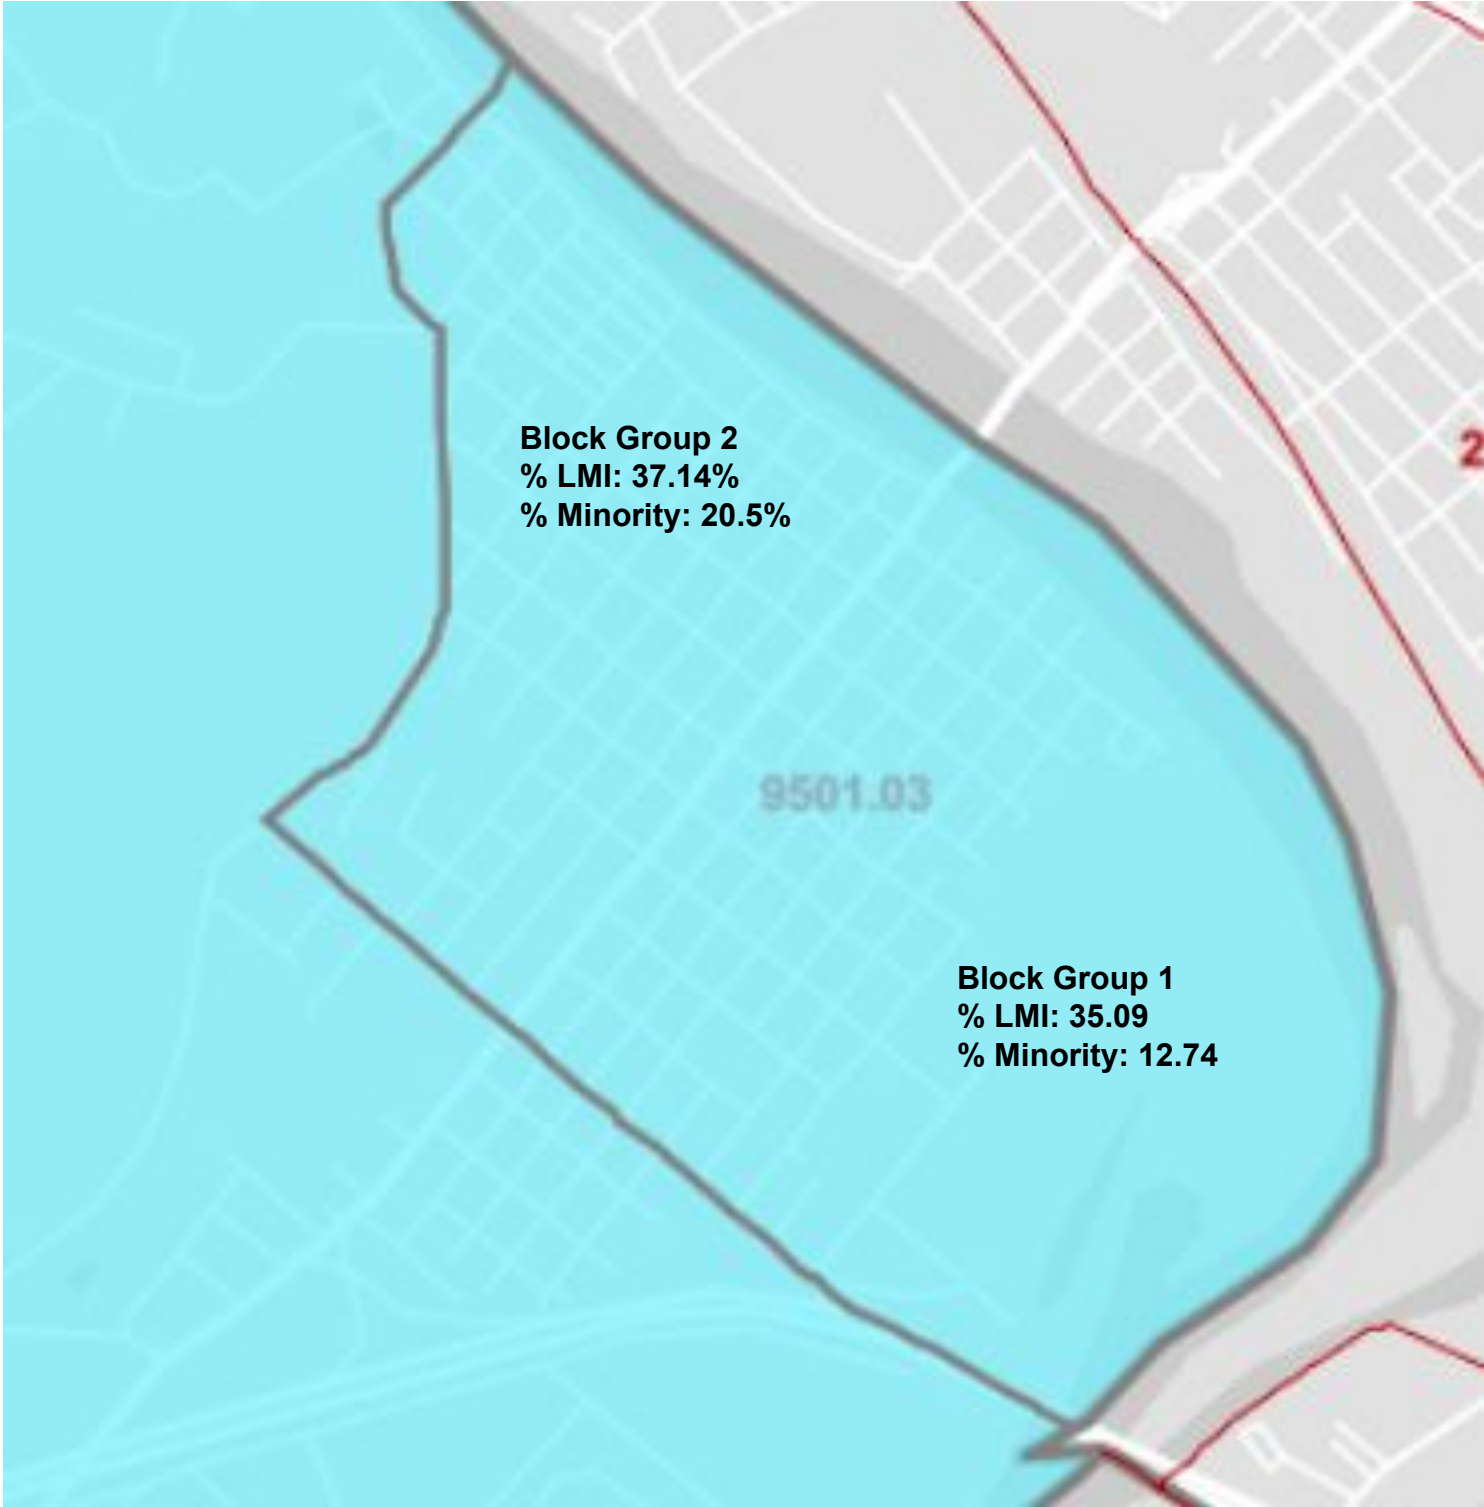 Block Group 2
% LMI: 37.14%
% Minority: 20.5%
2
9501.03
Block Group 1
% LMI: 35.09
% Minority: 12.74